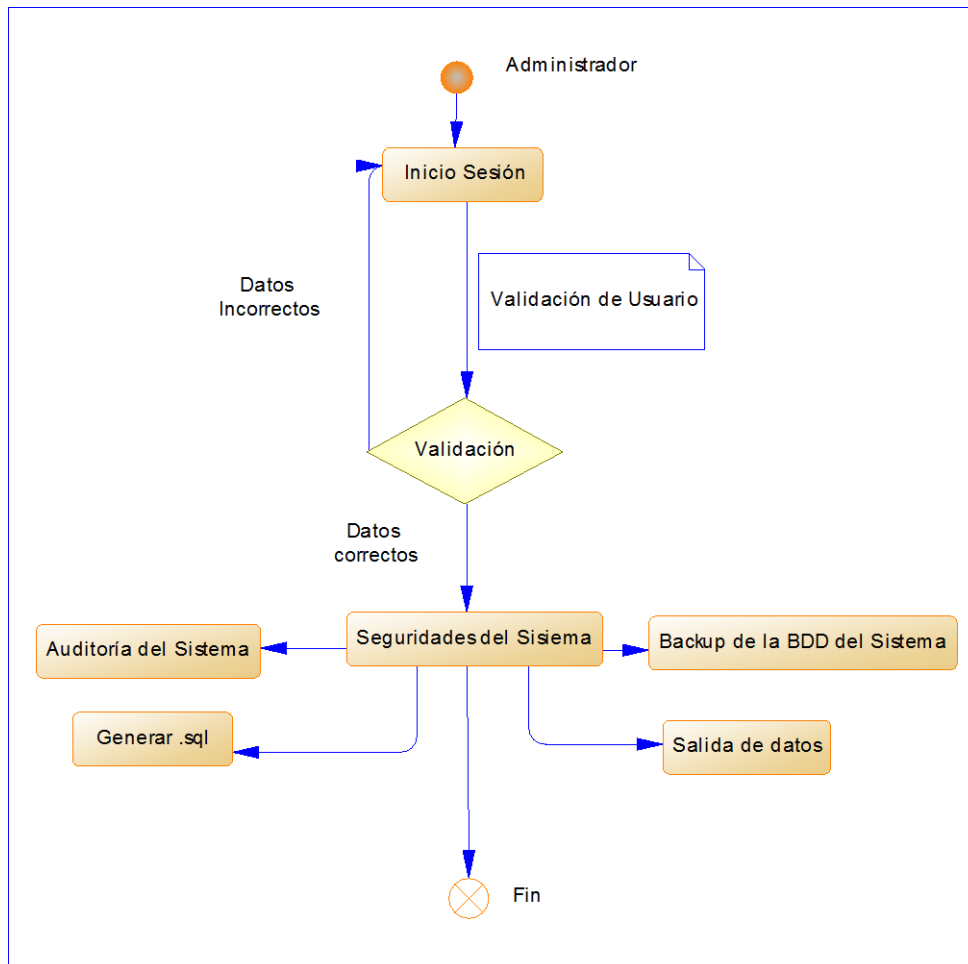 Administrador
Inicio Sesión
Datos
Incorrectos
Validación de Usuario
Validación
Datos
correctos
Seguridades del Sisiema
Auditoría del Sistema
Backup de la BDD del Sistema
Generar .sql
Salida de datos
Fin